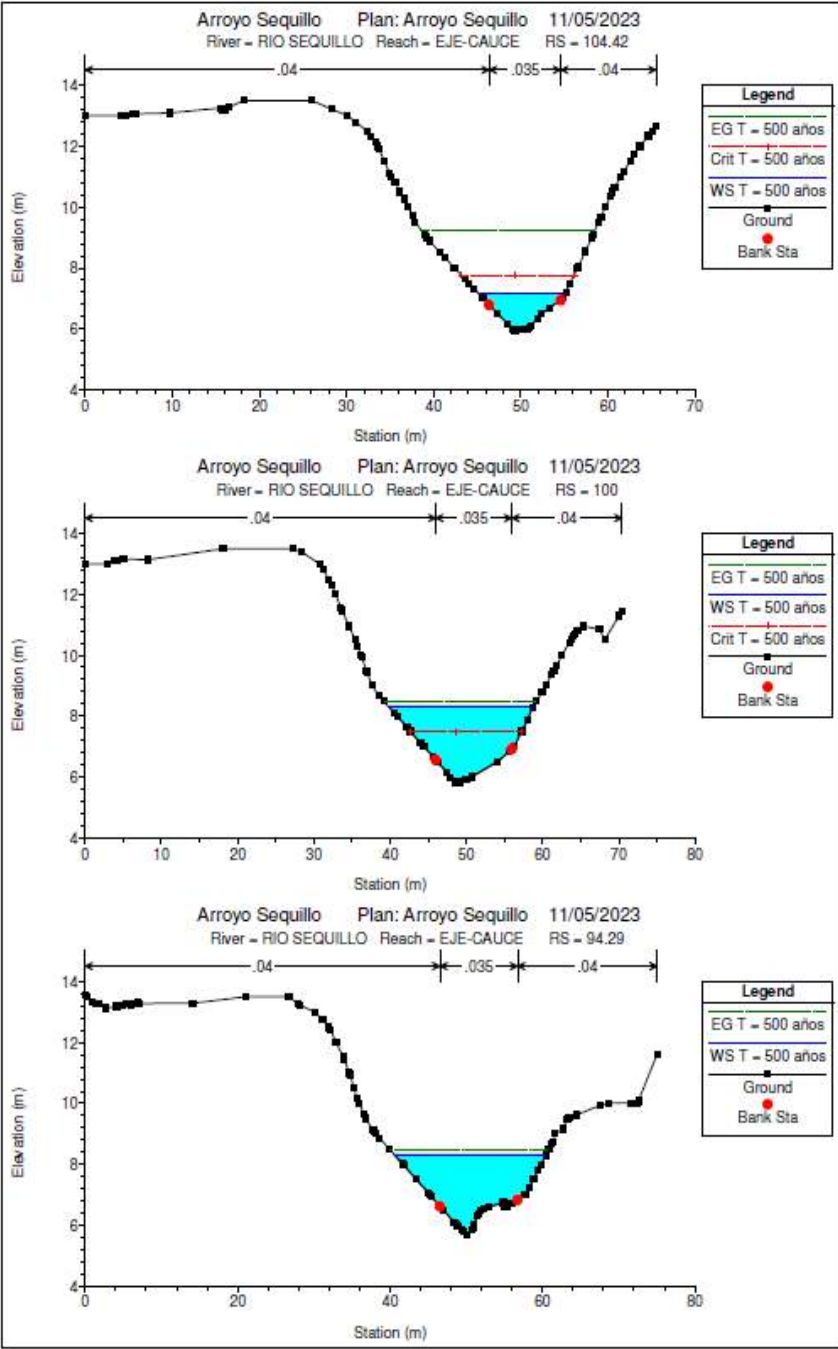 Arroyo Sequillo Plan: Arroyo Sequillo 11/05/2023
River = RIO SEQUILLO Reach = EJE-CAUCE RS = 104.42
.04 .035 .04
14
12
10
8
6
4
0 10 20 30 40 50 60 70
Elevation (m)
Station (m)
Legend
EG T = 500 años
Crit T = 500 años
WS T = 500 años
Ground
Bank Sta
Arroyo Sequillo Plan: Arroyo Sequillo 11/05/2023
River = RIO SEQUILLO Reach = EJE-CAUCE RS = 100
.04 .035 .04
14
12
10
8
6
4
0 10 20 30 40 50 60 70 80
Elevation (m)
Station (m)
Legend
EG T = 500 años
WS T = 500 años
Crit T = 500 años
Ground
Bank Sta
Arroyo Sequillo Plan: Arroyo Sequillo 11/05/2023
River = RIO SEQUILLO Reach = EJE-CAUCE RS = 94.29
.04 .035 .04
14
12
10
8
6
4
0 20 40 60 80
Elevation (m)
Station (m)
Legend
EG T = 500 años
WS T = 500 años
Ground
Bank Sta